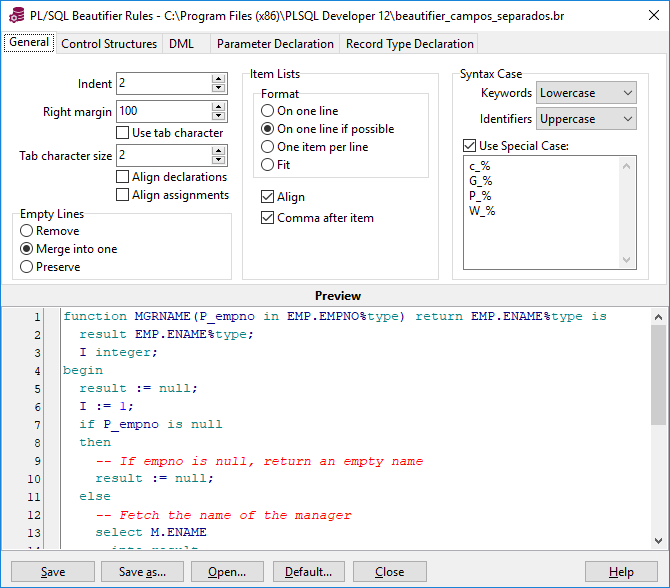 PL/SQL Beautifier Rules - C:\Program Files (x86)\PLSQL Developer 12\beautifier_campos_separados.br
General Control Structures DML Parameter Declaration Record Type Declaration
Indent 2
Right margin 100
Use tab character
Tab character size 2
Align declarations
Align assignments
Empty Lines
Remove
Merge into one
Preserve
Item Lists
Format
On one line
On one line if possible
One item per line
Fit
Align
Comma after item
Syntax Case
Keywords Lowercase
Identifiers Uppercase
Use Special Case:
c_%
G_%
P_%
W_%
Preview
1 function MGRNAME(P_empno in EMP.EMPNO%type) return EMP.ENAME%type is
2 result EMP.ENAME%type;
3 I integer;
4 begin
5 result := null;
6 I := 1;
7 if P_empno is null
8 then
9 -- If empno is null, return an empty name
10 result := null;
11 else
12 -- Fetch the name of the manager
13 select M.ENAME
14 into result
Save Save as... Open... Default... Close Help